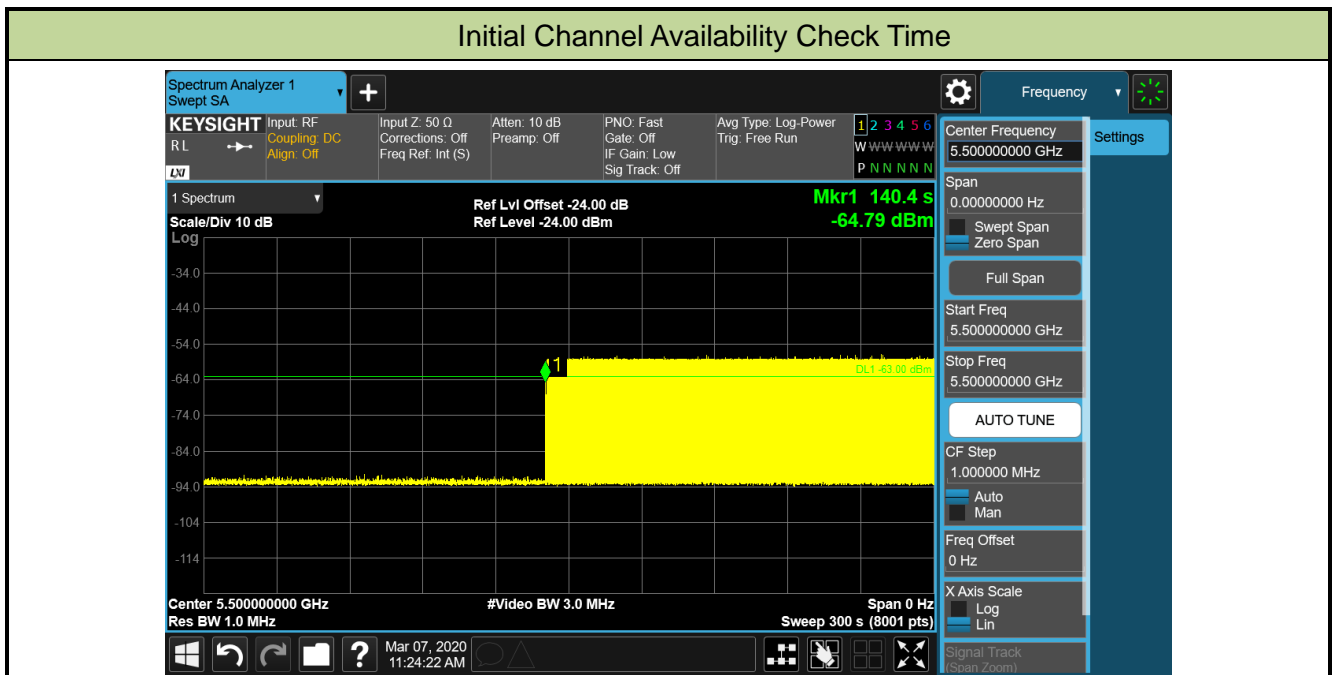 Initial Channel Availability Check Time
Spectrum Analyzer 1
Swept SA
Frequency
KEYSIGHT
R L
LXI
Input: RF
Coupling: DC
Align: Off
Input Z: 50 Ω
Corrections: Off
Freq Ref: Int (S)
Atten: 10 dB
Preamp: Off
PNO: Fast
Gate: Off
IF Gain: Low
Sig Track: Off
Avg Type: Log-Power
Trig: Free Run
1 2 3 4 5 6
W W W W W W
P N N N N N
1 Spectrum
Scale/Div 10 dB
Log
Ref Lvl Offset -24.00 dB
Ref Level -24.00 dBm
Mkr1 140.4 s
-64.79 dBm
-34.0
-44.0
-54.0
-64.0
-74.0
-84.0
-94.0
-104
-114
1
DL1 -63.00 dBm
Center 5.500000000 GHz
Res BW 1.0 MHz
#Video BW 3.0 MHz
Span 0 Hz
Sweep 300 s (8001 pts)
Mar 07, 2020
11:24:22 AM
?
Center Frequency
5.500000000 GHz
Settings
Span
0.00000000 Hz
Swept Span
Zero Span
Full Span
Start Freq
5.500000000 GHz
Stop Freq
5.500000000 GHz
AUTO TUNE
CF Step
1.000000 MHz
Auto
Man
Freq Offset
0 Hz
X Axis Scale
Log
Lin
Signal Track
(Span Zoom)